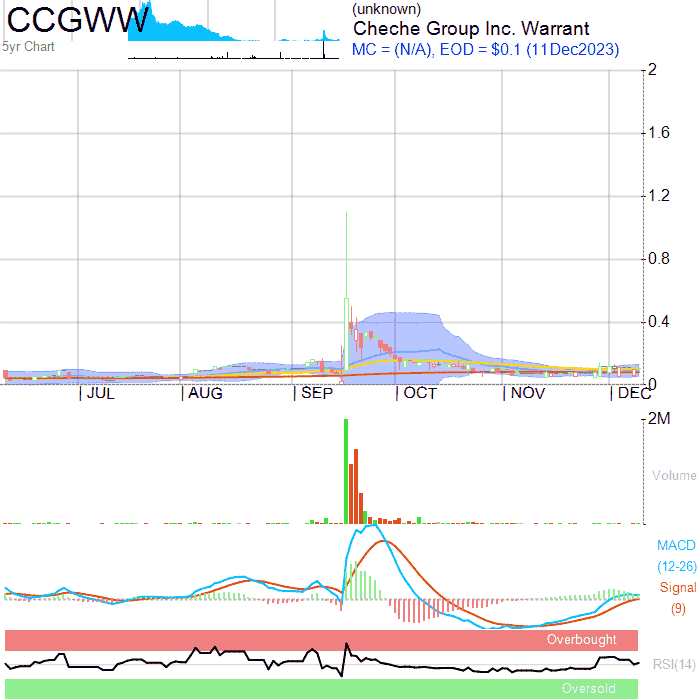 CCGWW
5yr Chart
(unknown)
Cheche Group Inc. Warrant
MC = (N/A), EOD = $0.1 (11Dec2023)
2
1.6
1.2
0.8
0.4
0
JUL
AUG
SEP
OCT
NOV
DEC
2M
Volume
MACD
(12-26)
Signal
(9)
Overbought
RSI(14)
Oversold